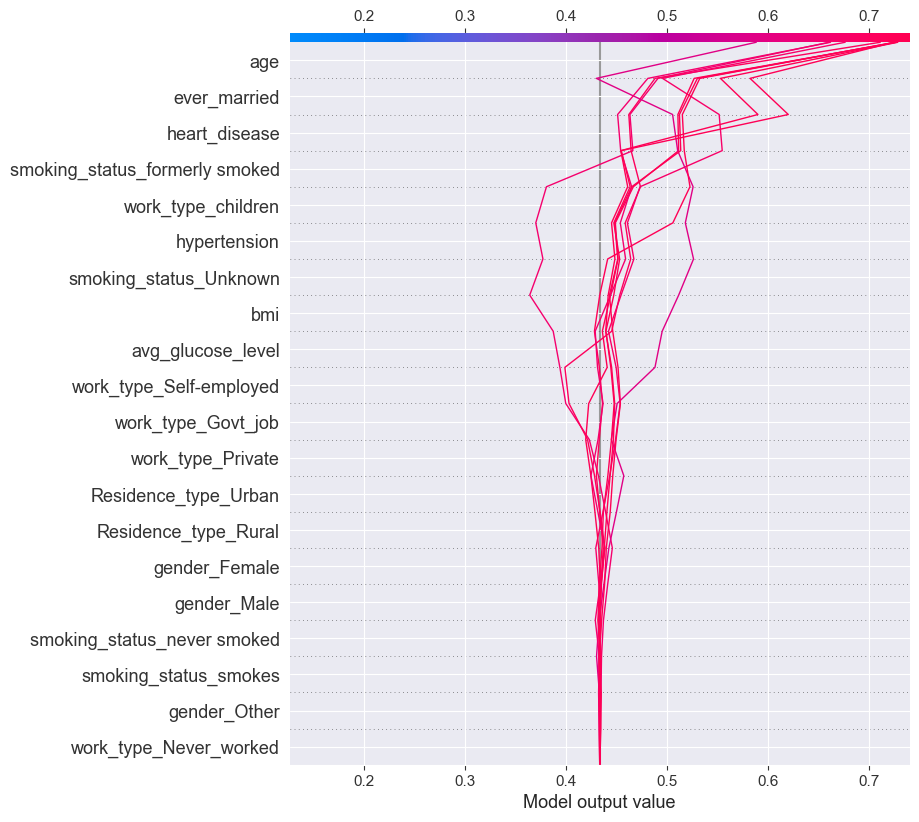 0.2 0.3 0.4 0.5 0.6 0.7
age
ever_married
heart_disease
smoking_status_formerly smoked
work_type_children
hypertension
smoking_status_Unknown
bmi
avg_glucose_level
work_type_Self-employed
work_type_Govt_job
work_type_Private
Residence_type_Urban
Residence_type_Rural
gender_Female
gender_Male
smoking_status_never smoked
smoking_status_smokes
gender_Other
work_type_Never_worked
0.2 0.3 0.4 0.5 0.6 0.7
Model output value